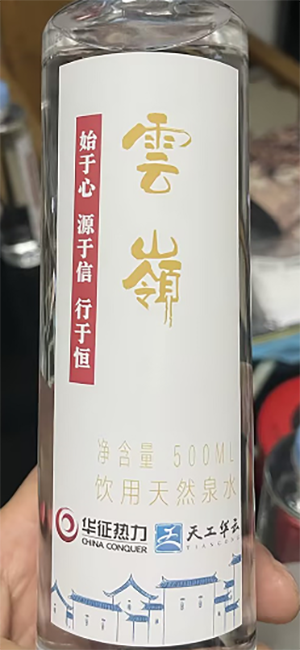 雲嶺
始于心 源于信 行于恒
净含量 500ML
饮用天然泉水
华征热力
CHINA CONQUER
天工华云